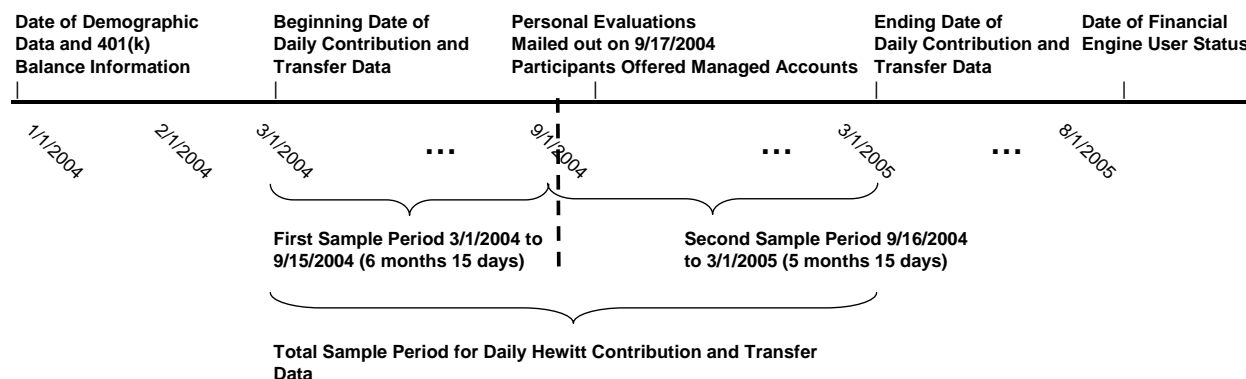 Date of Demographic
Data and 401(k)
Balance Information
Beginning Date of
Daily Contribution and
Transfer Data
Personal Evaluations
Mailed out on 9/17/2004
Participants Offered Managed Accounts
Ending Date of
Daily Contribution and
Transfer Data
Date of Financial
Engine User Status
1/1/2004
2/1/2004
3/1/2004
...
9/1/2004
...
3/1/2005
...
8/1/2005
First Sample Period 3/1/2004 to
9/15/2004 (6 months 15 days)
Second Sample Period 9/16/2004
to 3/1/2005 (5 months 15 days)
Total Sample Period for Daily Hewitt Contribution and Transfer
Data